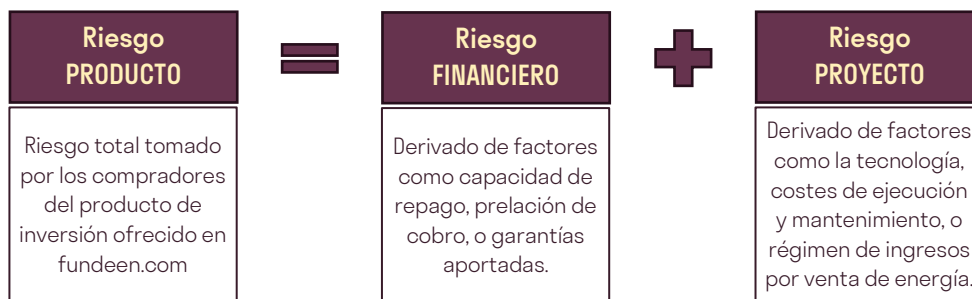 Riesgo
PRODUCTO
=
Riesgo
FINANCIERO
+
Riesgo
PROYECTO
Riesgo total tomado
por los compradores
del producto de
inversión ofrecido en
fundeen.com
Derivado de factores
como capacidad de
repago, prelación de
cobro, o garantías
aportadas.
Derivado de factores
como la tecnología,
costes de ejecución
y mantenimiento, o
régimen de ingresos
por venta de energía.